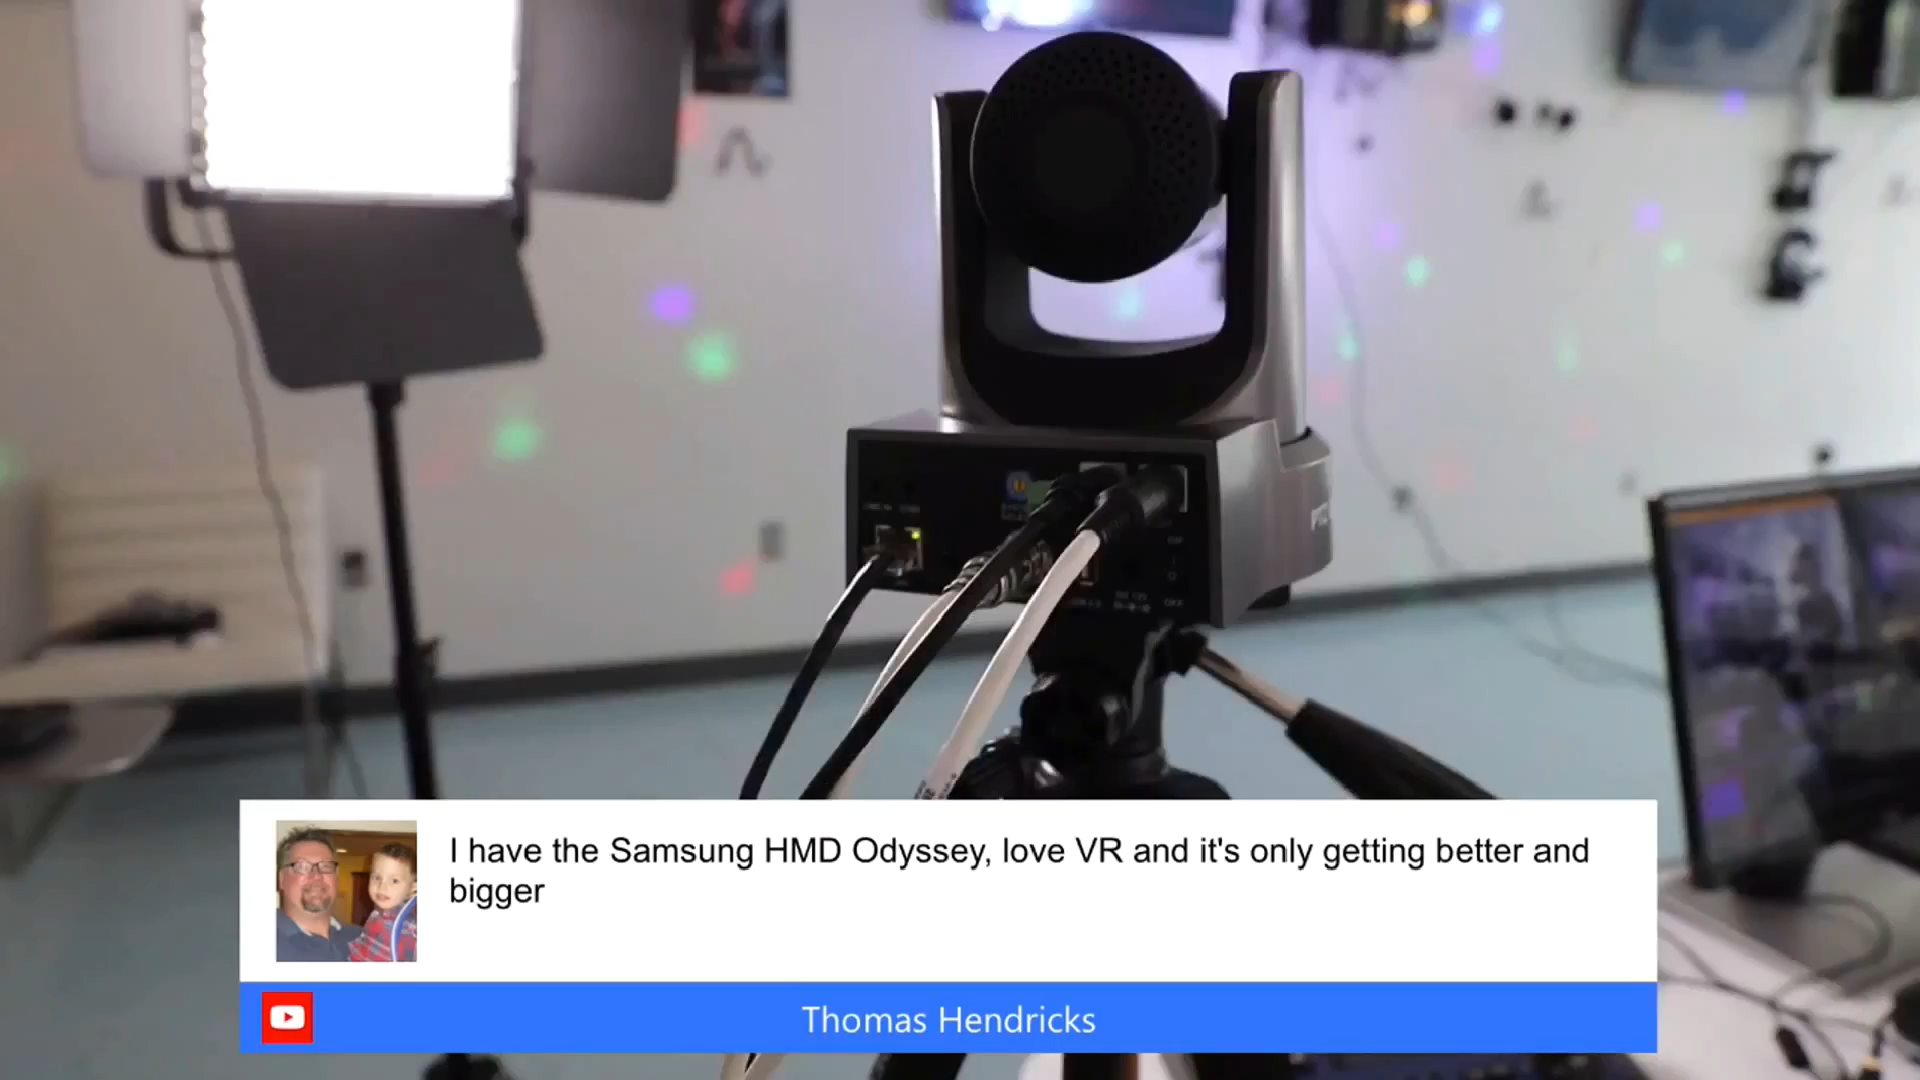 I have the Samsung HMD Odyssey, love VR and it's only getting better and
bigger
Thomas Hendricks